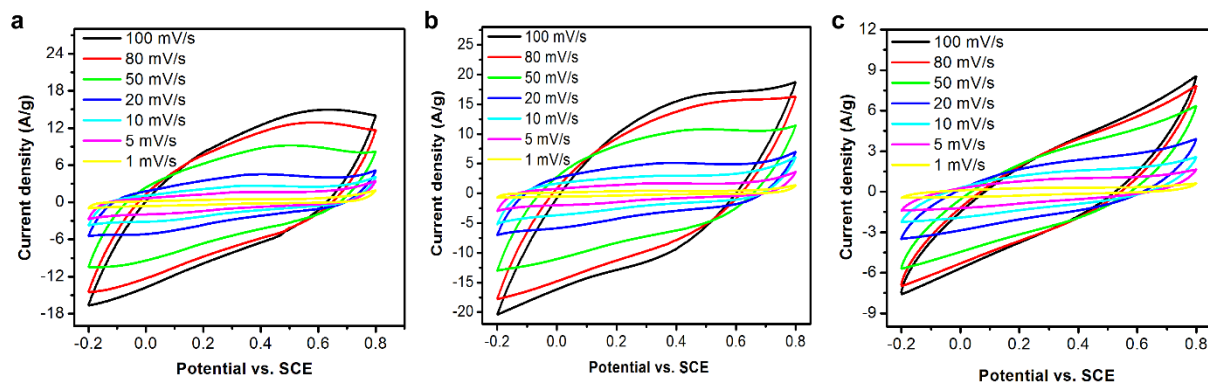 a
100 mV/s
80 mV/s
50 mV/s
20 mV/s
10 mV/s
5 mV/s
1 mV/s
Current density (A/g)
28
24
18
12
6
0
-6
-12
-18
-0.2 0.0 0.2 0.4 0.6 0.8
Potential vs. SCE
b
100 mV/s
80 mV/s
50 mV/s
20 mV/s
10 mV/s
5 mV/s
1 mV/s
Current density (A/g)
25
20
15
10
5
0
-5
-10
-15
-20
-0.2 0.0 0.2 0.4 0.6 0.8
Potential vs. SCE
c
100 mV/s
80 mV/s
50 mV/s
20 mV/s
10 mV/s
5 mV/s
1 mV/s
Current density (A/g)
12
9
6
3
0
-3
-6
-9
-0.2 0.0 0.2 0.4 0.6 0.8
Potential vs. SCE